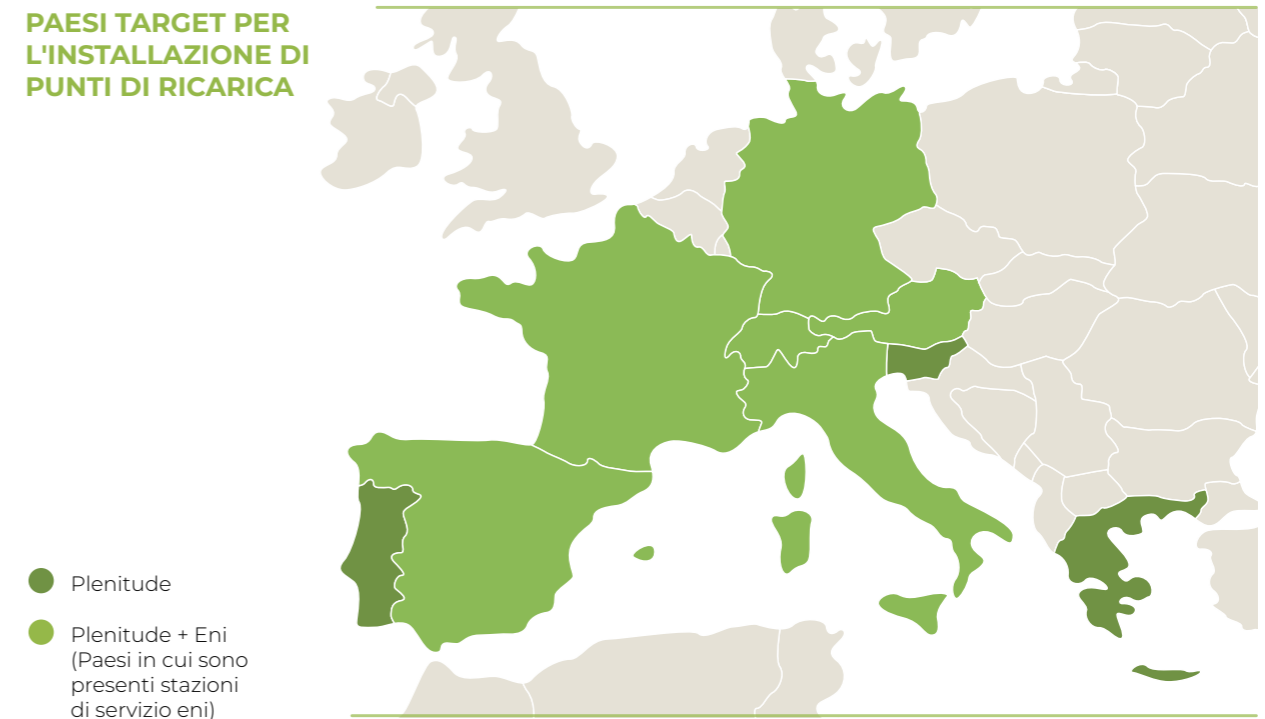 PAESI TARGET PER
L'INSTALLAZIONE DI
PUNTI DI RICARICA
Plenitude
Plenitude + Eni
(Paesi in cui sono
presenti stazioni
di servizio eni)